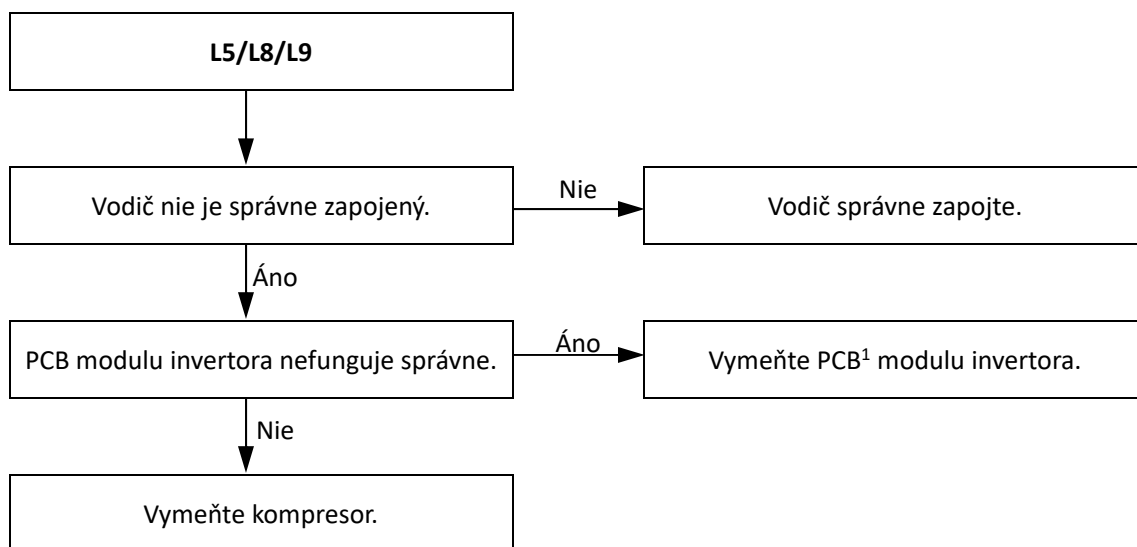 L5/L8/L9
Vodič nie je správne zapojený.
Nie
Vodič správne zapojte.
Áno
PCB modulu invertora nefunguje správne.
Áno
Vymeňte PCB¹ modulu invertora.
Nie
Vymeňte kompresor.